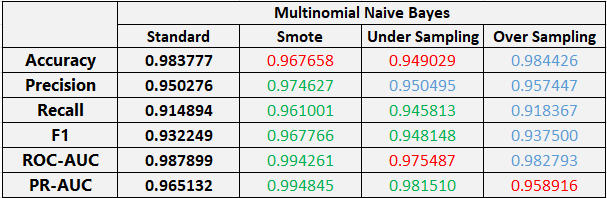 Multinomial Naive Bayes
Standard Smote Under Sampling Over Sampling
Accuracy 0.983777 0.967658 0.949029 0.984426
Precision 0.950276 0.974627 0.950495 0.957447
Recall 0.914894 0.961001 0.945813 0.918367
F1 0.932249 0.967766 0.948148 0.937500
ROC-AUC 0.987899 0.994261 0.975487 0.982793
PR-AUC 0.965132 0.994845 0.981510 0.958916